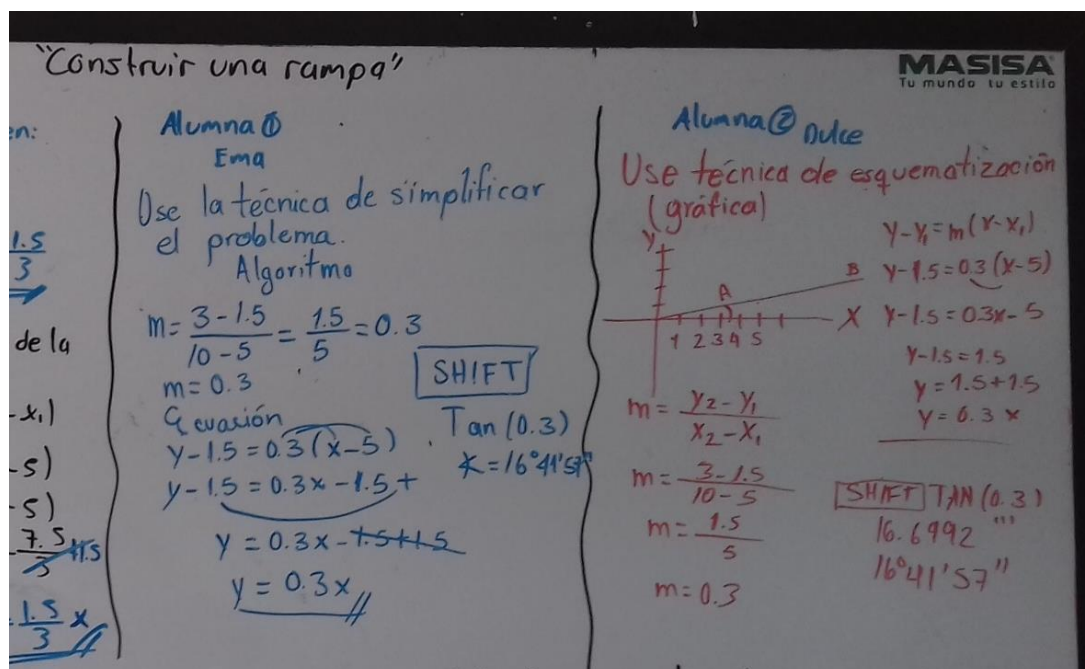 "Construir una rampa"
MASISA
Tu mundo tu estilo
en:
1.5
3
de la
-x₁)
-5)
-5)
7.5
3
+1.5
1.5
3
x
Alumna ①
Ema
Use la técnica de simplificar
el problema.
Algoritmo
m= 3-1.5 / 10-5 = 1.5 / 5 = 0.3
m= 0.3
Ecuación
y-1.5=0.3(x-5)
y-1.5=0.3x-1.5+
y=0.3x-1.5+1.5
y=0.3x
SHIFT
Tan(0.3)
=16°41'57"
Alumna ② Dulce
Use técnica de esquematización
(gráfica)
Y
A
B
X
1 2 3 4 5
m= y₂-y₁ / x₂-x₁
m= 3-1.5 / 10-5
m= 1.5 / 5
m=0.3
y-y₁=m(x-x₁)
y-1.5=0.3(x-5)
y-1.5=0.3x-5
y-1.5=1.5
y=1.5+1.5
y=0.3x
SHIFT TAN(0.3)
16.6992 °'"
16°41'57"